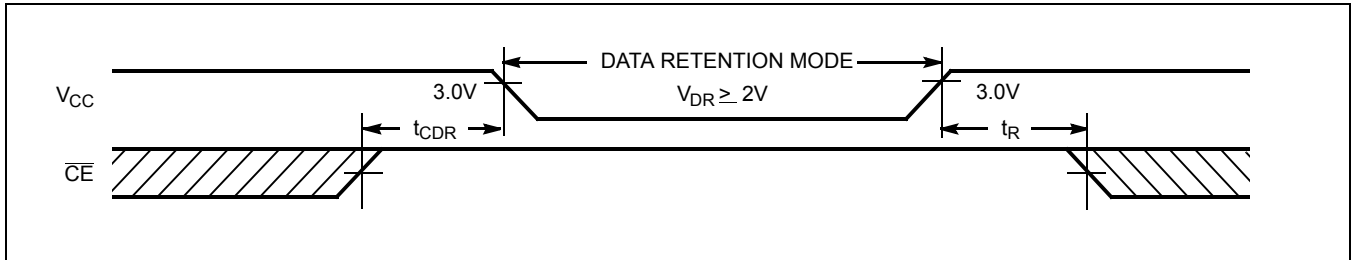 DATA RETENTION MODE
VCC
3.0V
VDR ≥ 2V
3.0V
tCDR
tR
CE